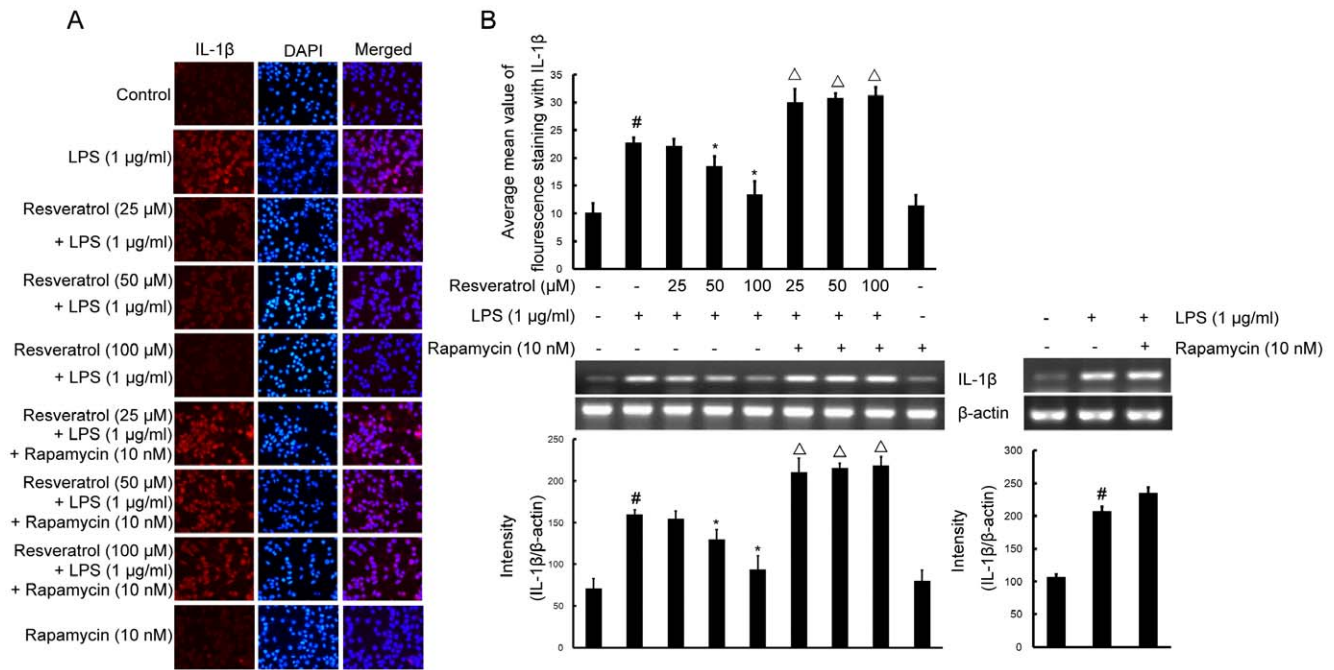 A
IL-1β DAPI Merged
Control
LPS (1 µg/ml)
Resveratrol (25 µM)
+ LPS (1 µg/ml)
Resveratrol (50 µM)
+ LPS (1 µg/ml)
Resveratrol (100 µM)
+ LPS (1 µg/ml)
Resveratrol (25 µM)
+ LPS (1 µg/ml)
+ Rapamycin (10 nM)
Resveratrol (50 µM)
+ LPS (1 µg/ml)
+ Rapamycin (10 nM)
Resveratrol (100 µM)
+ LPS (1 µg/ml)
+ Rapamycin (10 nM)
Rapamycin (10 nM)
B
Average mean value of
flourescence staining with IL-1β
35
30
25
20
15
10
5
0
# * * △ △ △
Resveratrol (µM) - - 25 50 100 25 50 100 -
LPS (1 µg/ml) - + + + + + + + -
Rapamycin (10 nM) - - - - - + + + +
IL-1β
β-actin
Intensity
(IL-1β/β-actin)
250
200
150
100
50
0
# * * △ △ △
- + + LPS (1 µg/ml)
- - + Rapamycin (10 nM)
Intensity
(IL-1β/β-actin)
300
250
200
150
100
50
0
#